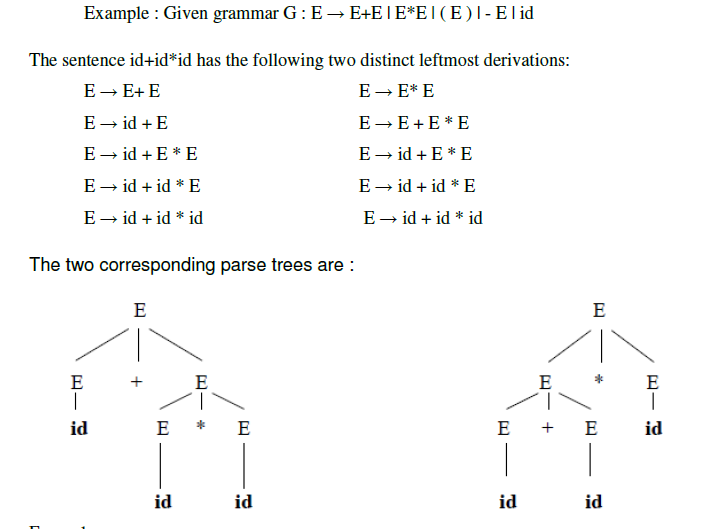 Example : Given grammar G : E → E+E | E*E | ( E ) | - E | id
The sentence id+id*id has the following two distinct leftmost derivations:
E → E+ E
E → E* E
E → id + E
E → E + E * E
E → id + E * E
E → id + E * E
E → id + id * E
E → id + id * E
E → id + id * id
E → id + id * id
The two corresponding parse trees are :
E
E
E + E
E * E
id
E * E
E + E
id
id id
id id